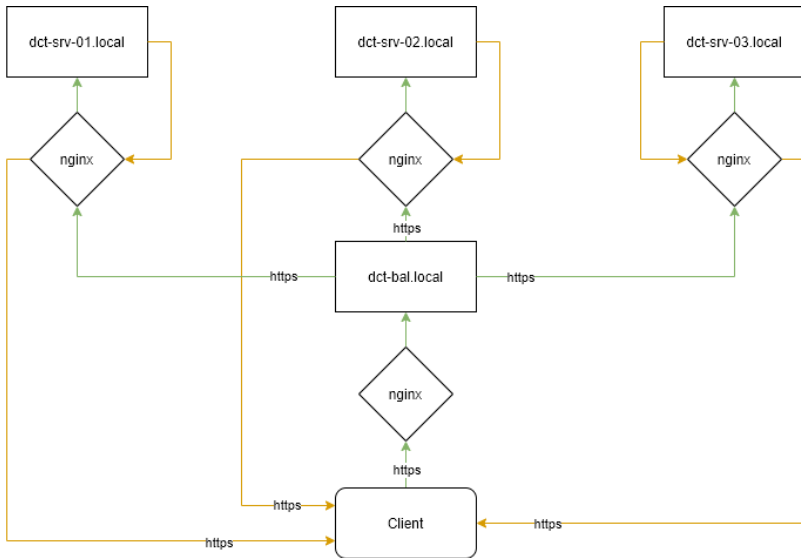 dct-srv-01.local
dct-srv-02.local
dct-srv-03.local
nginx
nginx
nginx
https
dct-bal.local
https
https
nginx
https
https
Client
https
https